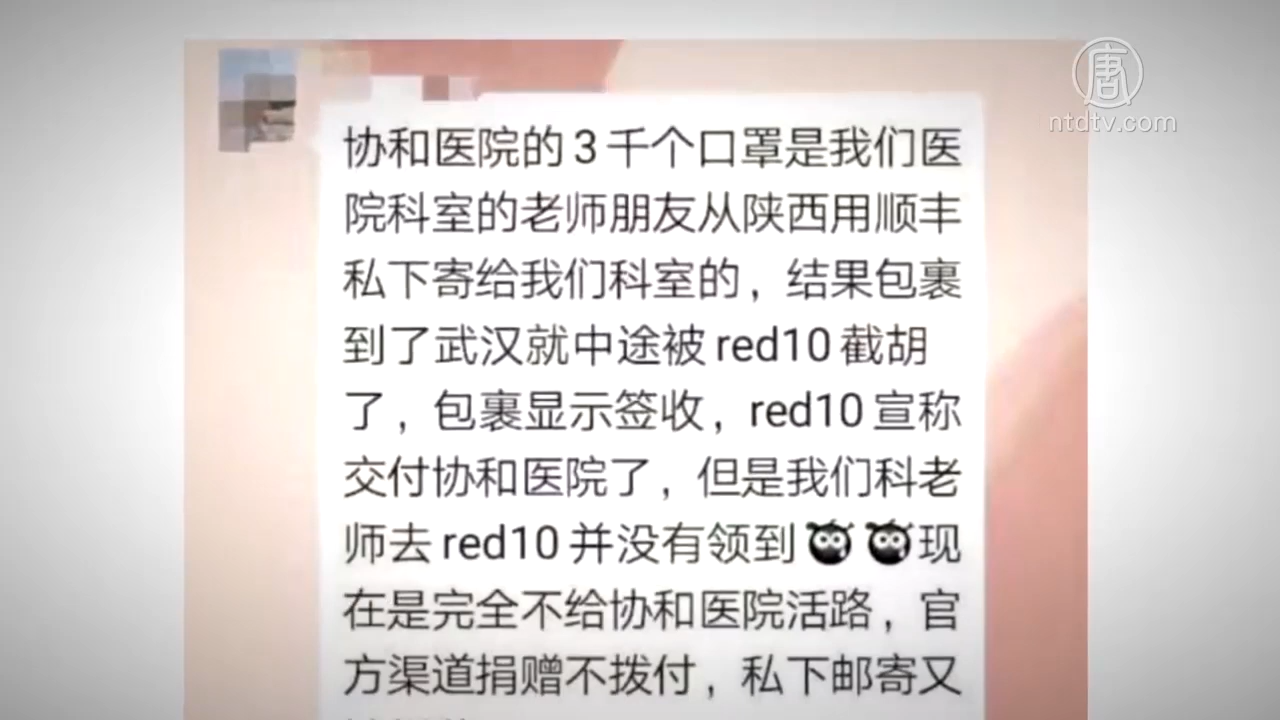 唐
ntdtv.com
协和医院的3千个口罩是我们医
院科室的老师朋友从陕西用顺丰
私下寄给我们科室的，结果包裹
到了武汉就中途被red10截胡
了，包裹显示签收，red10宣称
交付协和医院了，但是我们科老
师去red10并没有领到现
在是完全不给协和医院活路，官
方渠道捐赠不拨付，私下邮寄又